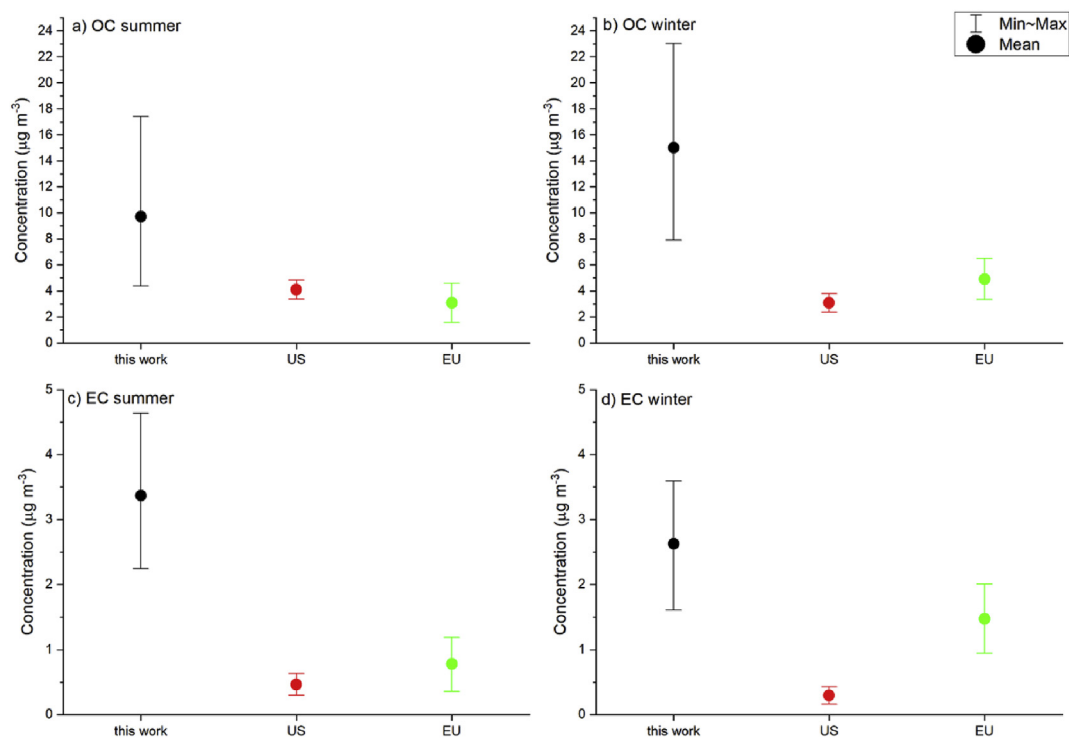 a) OC summer
24
22
20
18
16
14
12
10
8
6
4
2
0
Concentration (µg m⁻³)
this work US EU
b) OC winter
24
22
20
18
16
14
12
10
8
6
4
2
0
Concentration (µg m⁻³)
this work US EU
Min~Max
Mean
c) EC summer
5
4
3
2
1
0
Concentration (µg m⁻³)
this work US EU
d) EC winter
5
4
3
2
1
0
Concentration (µg m⁻³)
this work US EU